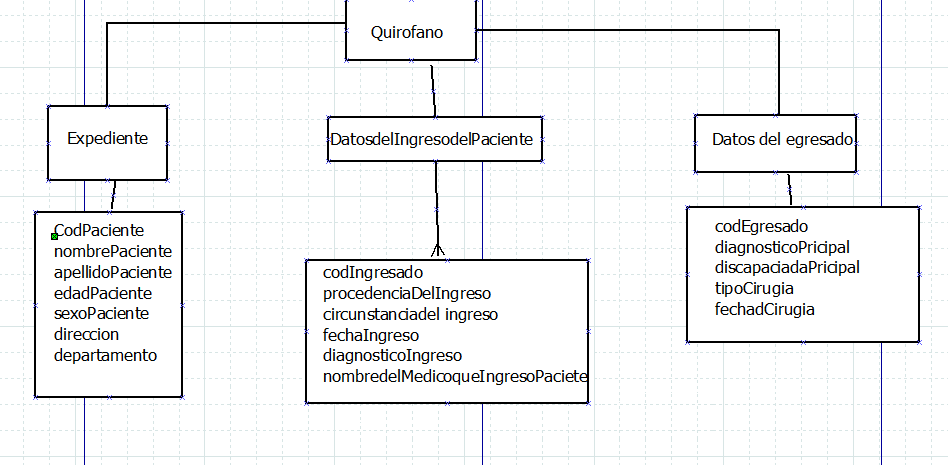 Quirofano
Expediente
DatosdelIngresodelPaciente
Datos del egresado
CodPaciente
nombrePaciente
apellidoPaciente
edadPaciente
sexoPaciente
direccion
departamento
codIngresado
procedenciaDelIngreso
circunstanciadel ingreso
fechaIngreso
diagnosticoIngreso
nombredelMedicoqueIngresoPaciete
codEgresado
diagnosticoPricipal
discapaciadaPricipal
tipoCirugia
fechadCirugia